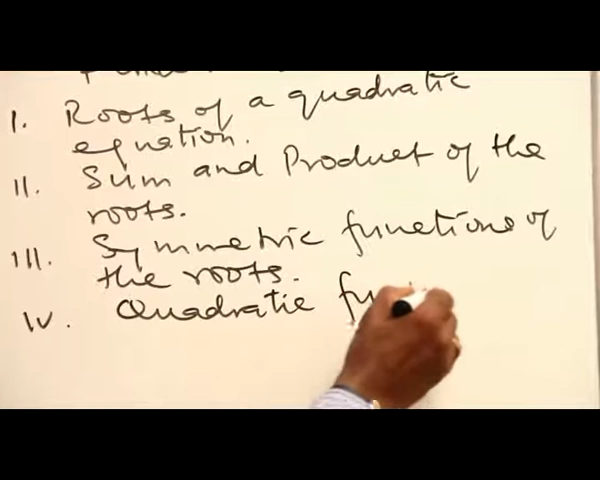 I. Roots of a quadratic
equation.
II. Sum and Product of the
roots.
III. Symmetric functions of
the roots.
IV. Quadratic fu